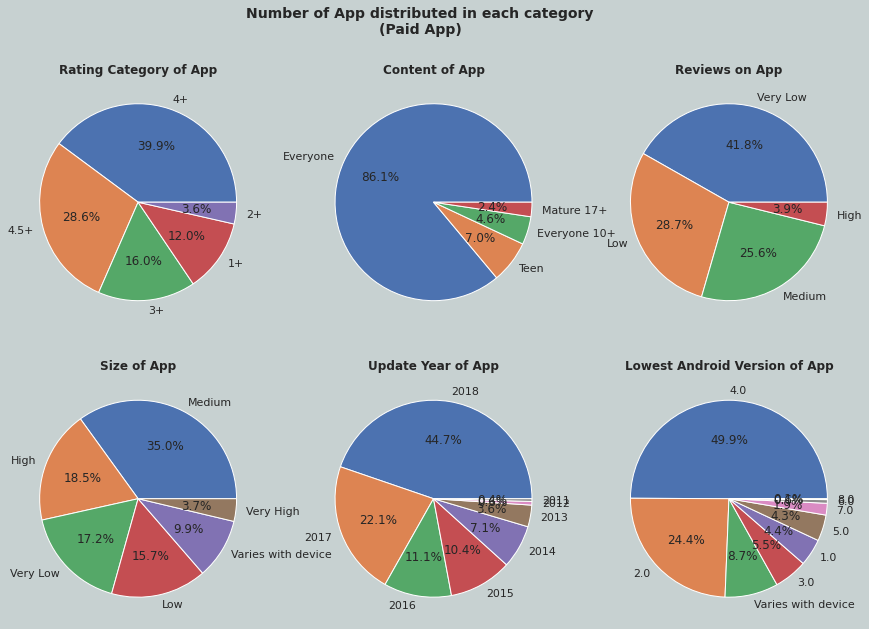 Number of App distributed in each category
(Paid App)
Rating Category of App
4+
39.9%
4.5+
28.6%
3+
16.0%
1+
12.0%
2+
3.6%
Content of App
Everyone
86.1%
Teen
7.0%
Everyone 10+
4.6%
Mature 17+
2.4%
Reviews on App
Very Low
41.8%
Low
28.7%
Medium
25.6%
High
3.9%
Size of App
Medium
35.0%
High
18.5%
Very Low
17.2%
Low
15.7%
Varies with device
9.9%
Very High
3.7%
Update Year of App
2018
44.7%
2017
22.1%
2016
11.1%
2015
10.4%
2014
7.1%
2013
3.6%
2012
2011
0.4%
Lowest Android Version of App
4.0
49.9%
2.0
24.4%
Varies with device
8.7%
3.0
5.5%
1.0
4.4%
5.0
4.3%
7.0
1.9%
8.0